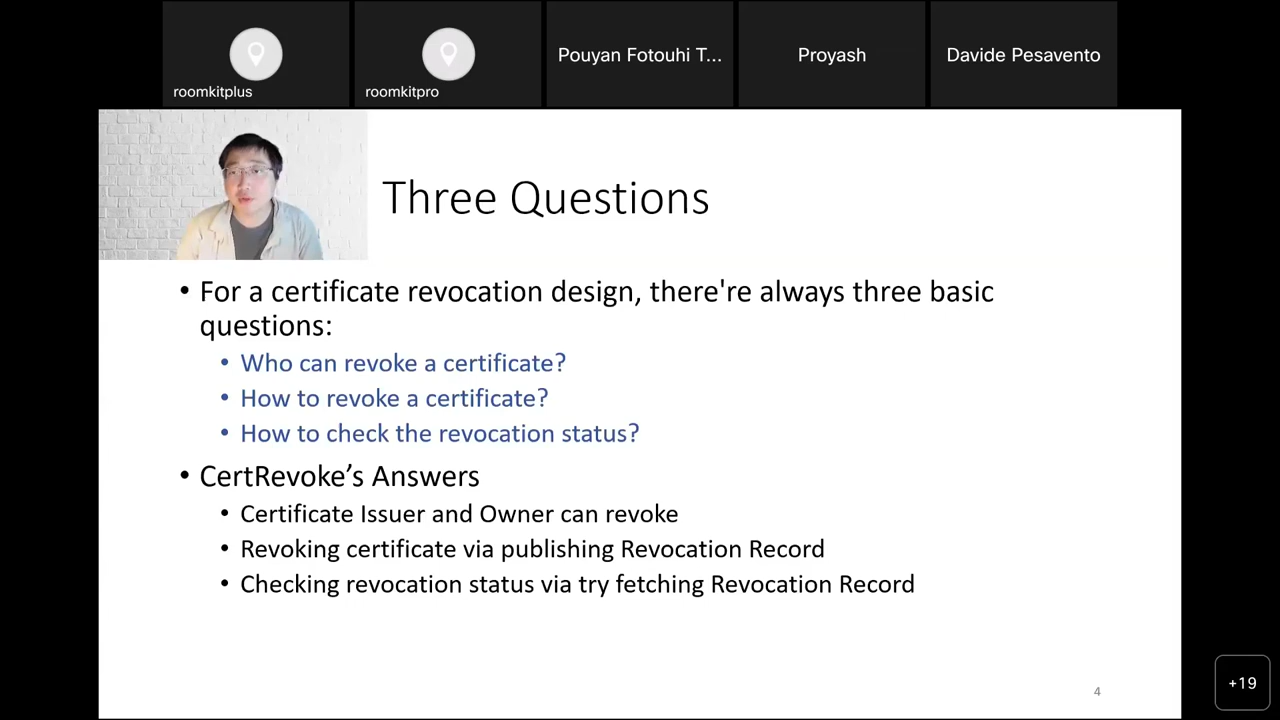 roomkitplus
roomkitpro
Pouyan Fotouhi T...
Proyash
Davide Pesavento
Three Questions
• For a certificate revocation design, there're always three basic
questions:
• Who can revoke a certificate?
• How to revoke a certificate?
• How to check the revocation status?
• CertRevoke’s Answers
• Certificate Issuer and Owner can revoke
• Revoking certificate via publishing Revocation Record
• Checking revocation status via try fetching Revocation Record
4
+19